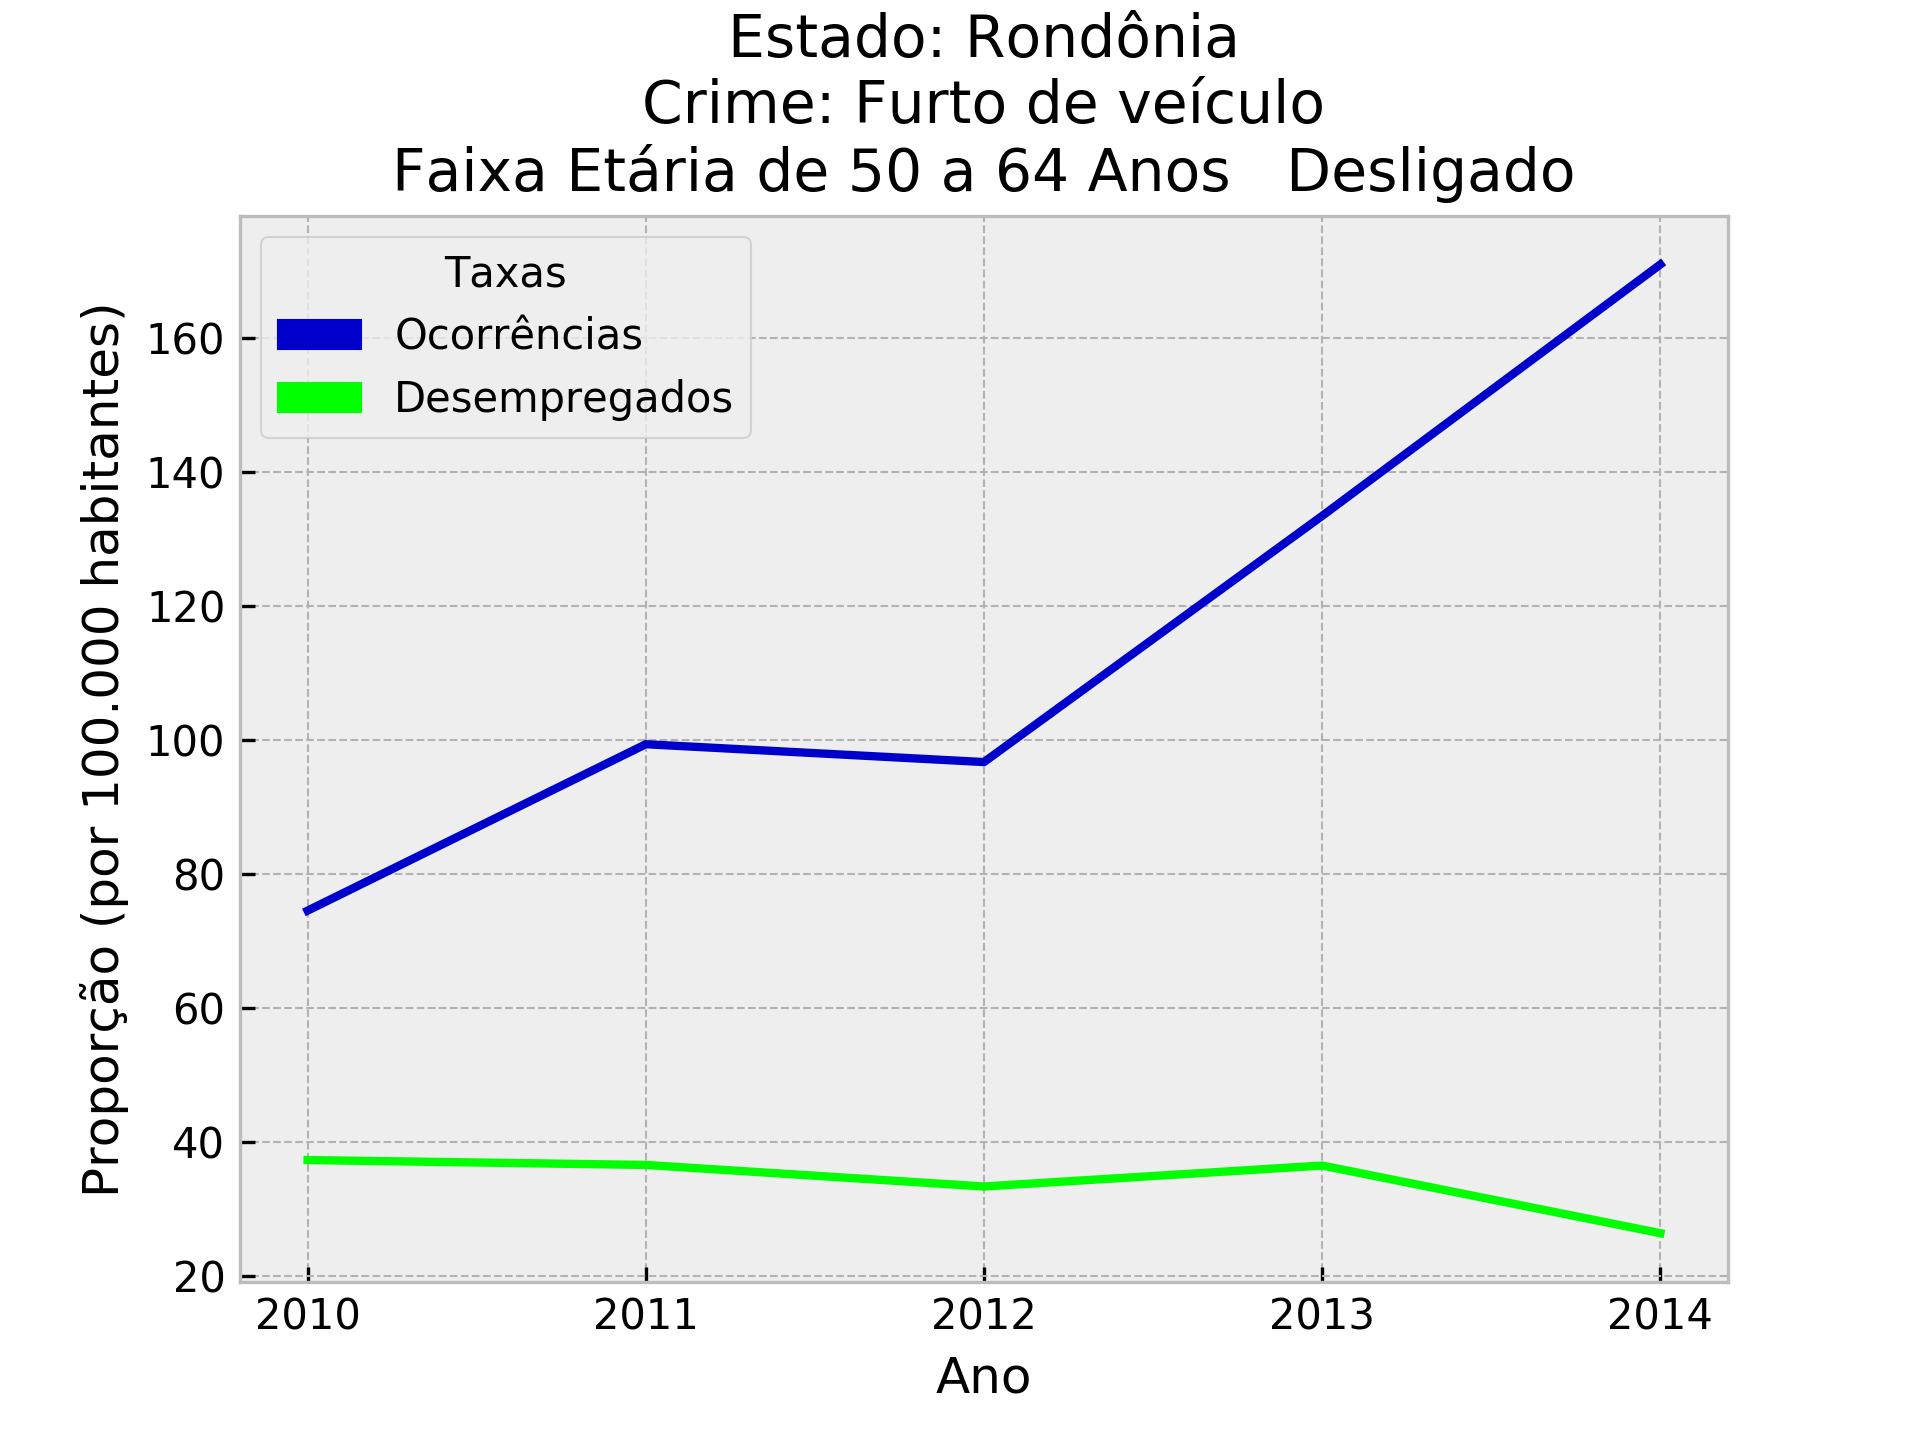 Estado: Rondônia
Crime: Furto de veículo
Faixa Etária de 50 a 64 Anos   Desligado
Taxas
Ocorrências
Desempregados
Proporção (por 100.000 habitantes)
160
140
120
100
80
60
40
20
2010 2011 2012 2013 2014
Ano